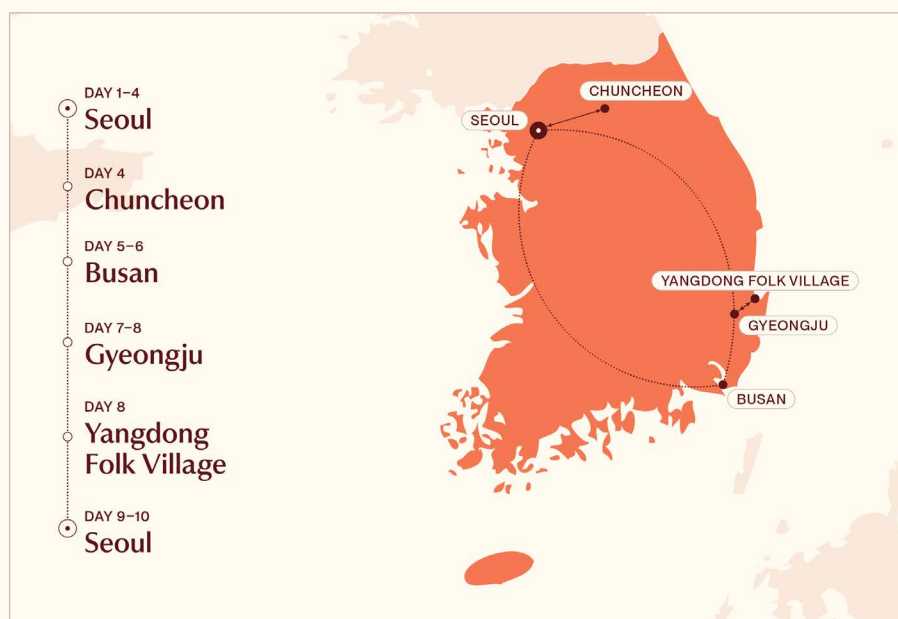 DAY 1–4
Seoul
DAY 4
Chuncheon
DAY 5–6
Busan
DAY 7–8
Gyeongju
DAY 8
Yangdong
Folk Village
DAY 9–10
Seoul
CHUNCHEON
SEOUL
YANGDONG FOLK VILLAGE
GYEONGJU
BUSAN